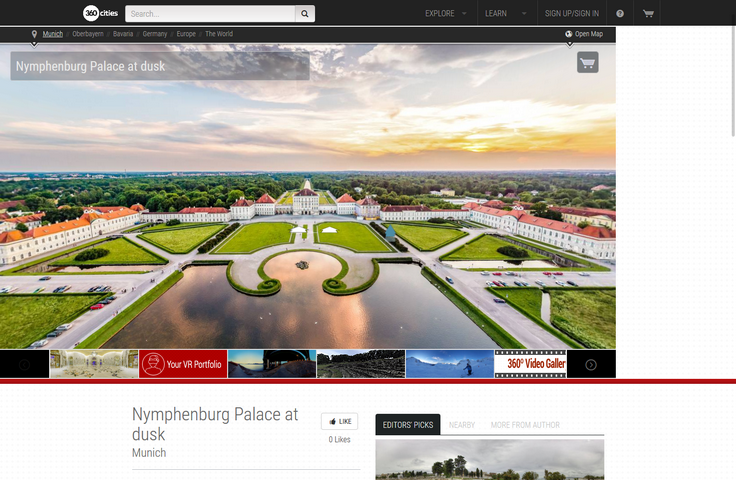 360 cities
Search...
EXPLORE
LEARN
SIGN UP/SIGN IN
Munich / Oberbayern / Bavaria / Germany / Europe / The World
Open Map
Nymphenburg Palace at dusk
Your VR Portfolio
360º Video Galler
Nymphenburg Palace at
dusk
Munich
LIKE
0 Likes
EDITORS' PICKS
NEARBY
MORE FROM AUTHOR